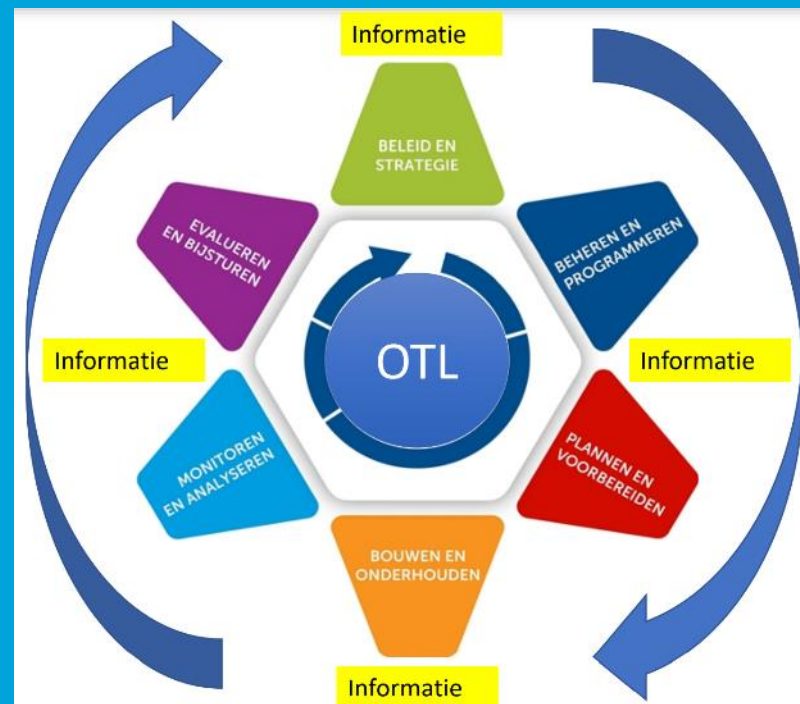 Informatie
BELEID EN
STRATEGIE
EVALUEREN
EN BIJSTUREN
BEHEREN EN
PROGRAMMEREN
Informatie
OTL
Informatie
MONITOREN
EN ANALYSEREN
PLANNEN EN
VOORBEREIDEN
BOUWEN EN
ONDERHOUDEN
Informatie